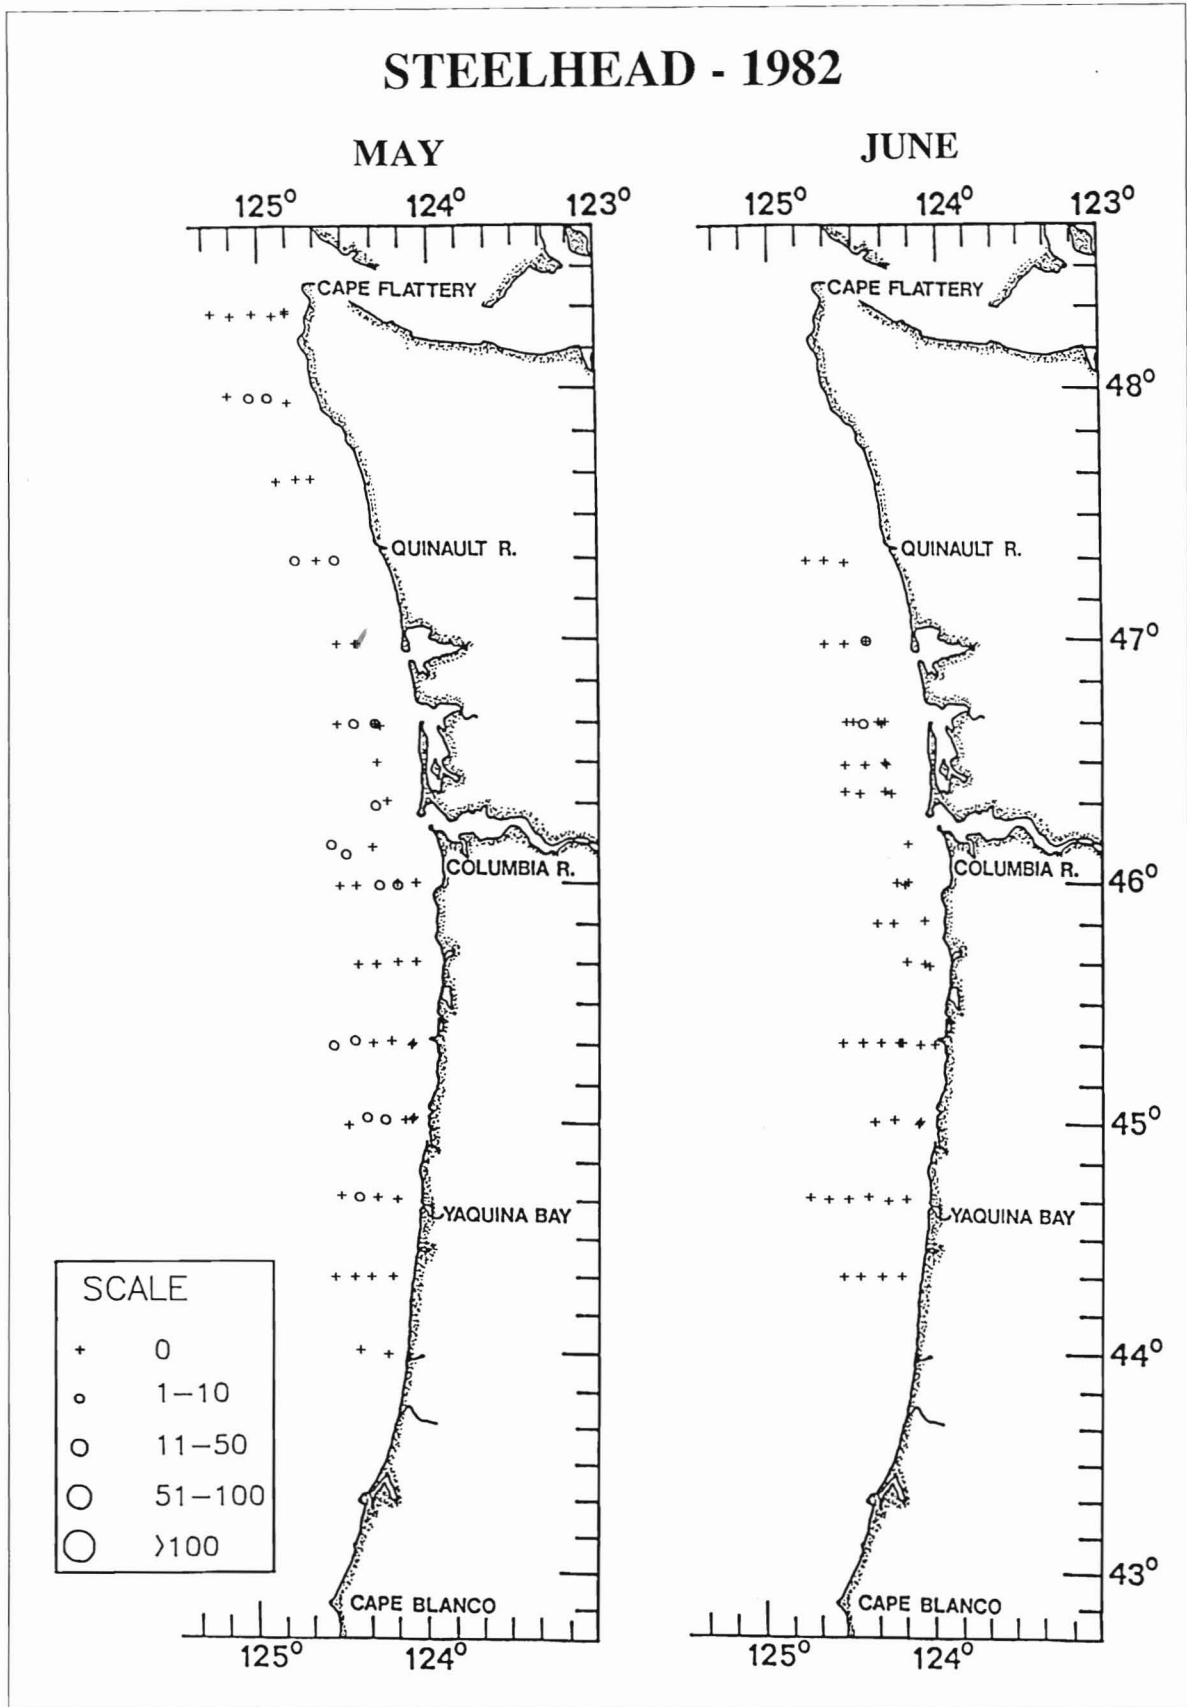 STEELHEAD - 1982
MAY
JUNE
125° 124° 123°
125° 124° 123°
CAPE FLATTERY
CAPE FLATTERY
48°
QUINAULT R.
QUINAULT R.
47°
COLUMBIA R.
COLUMBIA R.
46°
45°
YAQUINA BAY
YAQUINA BAY
SCALE
+ 0
o 1-10
o 11-50
o 51-100
o >100
44°
43°
CAPE BLANCO
CAPE BLANCO
125° 124°
125° 124°